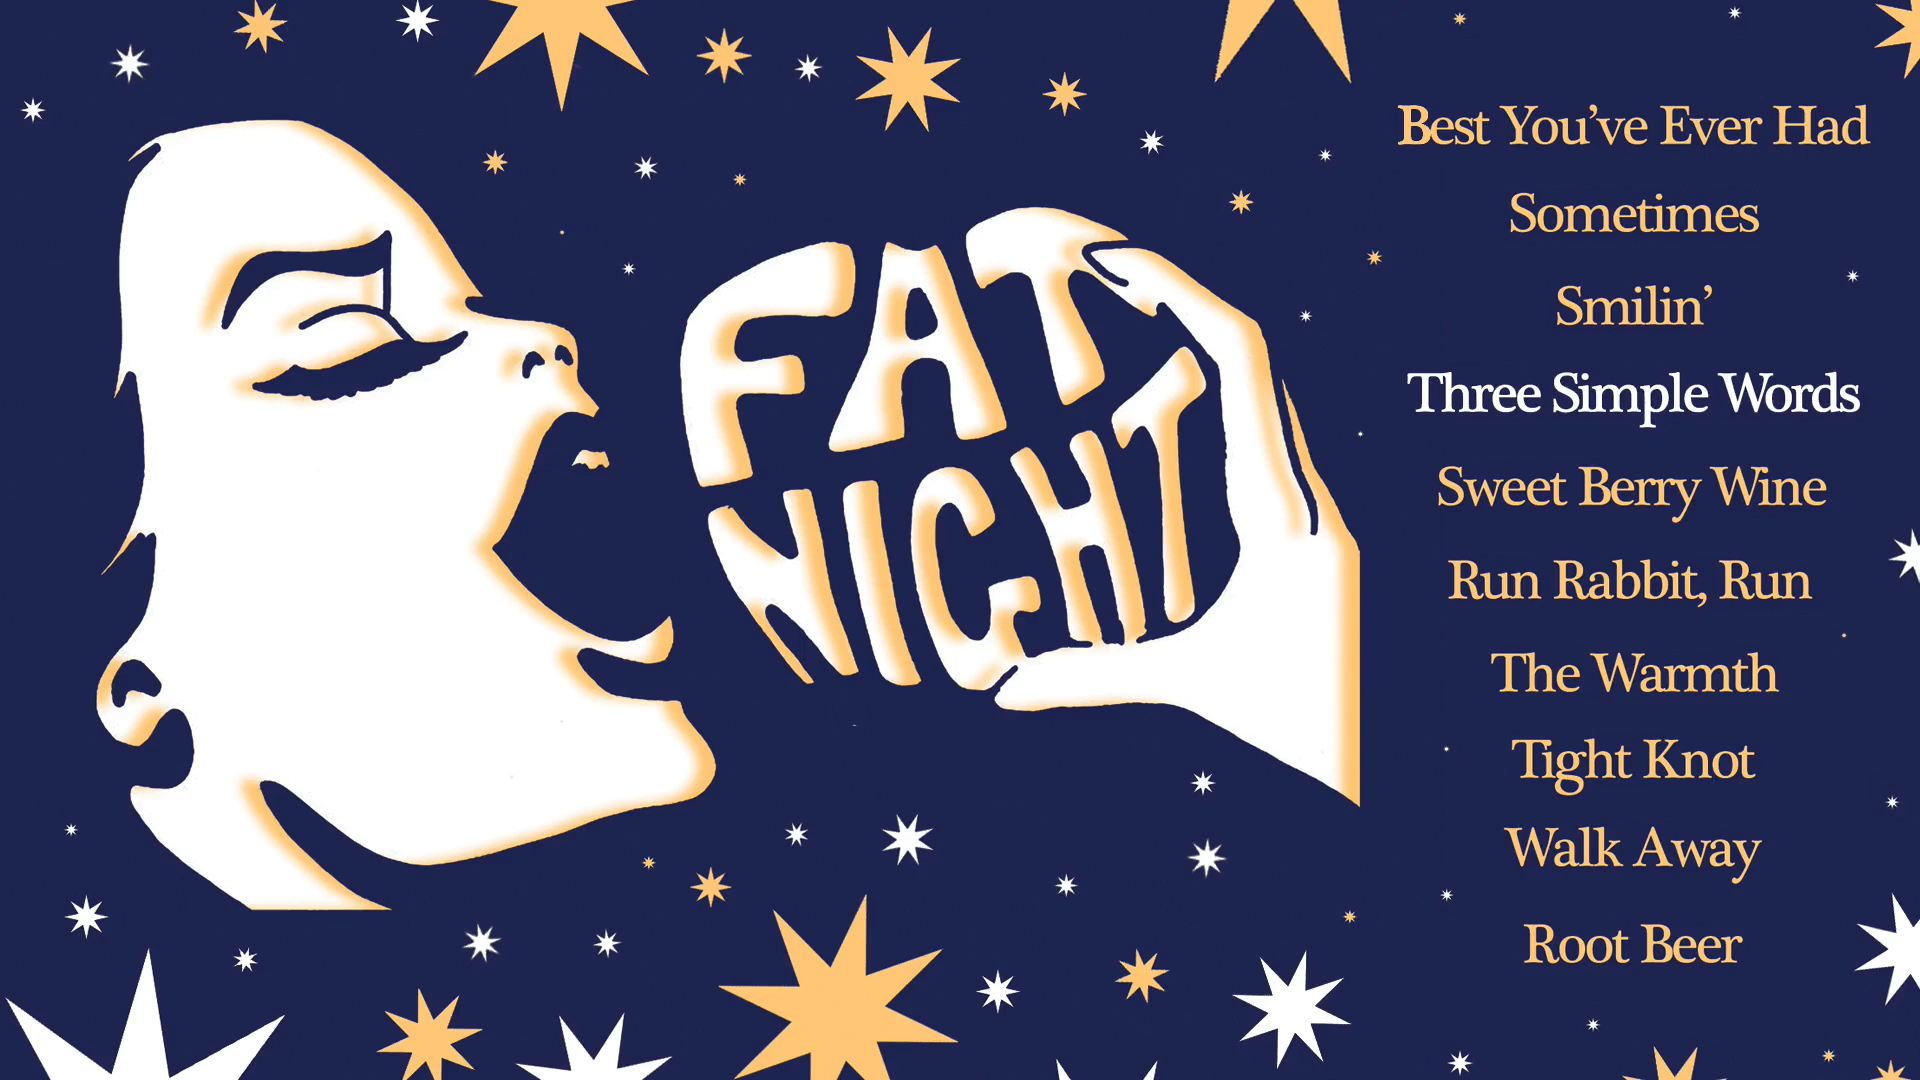 FAT
NIGHT
Best You’ve Ever Had
Sometimes
Smilin’
Three Simple Words
Sweet Berry Wine
Run Rabbit, Run
The Warmth
Tight Knot
Walk Away
Root Beer